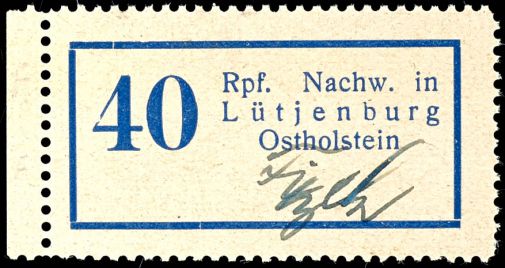 40
Rpf. Nachw. in
Lütjenburg
Ostholstein